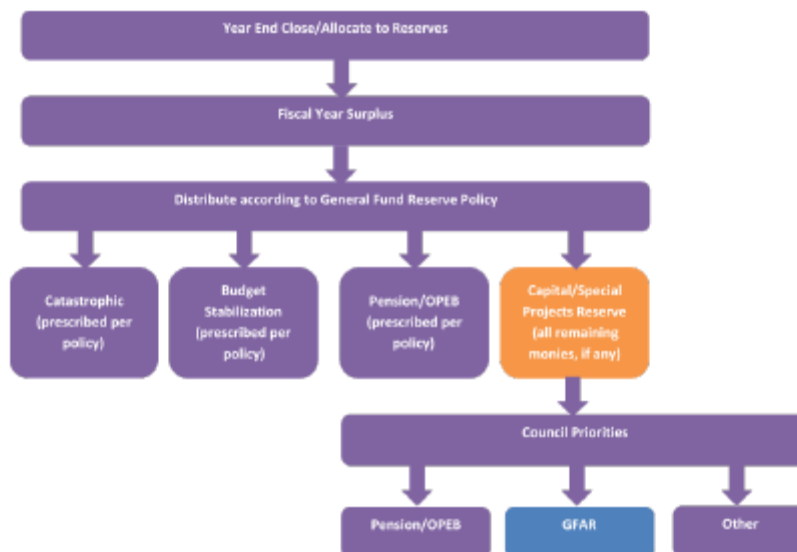 Year End Close/Allocate to Reserves
Fiscal Year Surplus
Distribute according to General Fund Reserve Policy
Catastrophic
(prescribed per
policy)
Budget
Stabilization
(prescribed per
policy)
Pension/OPEB
(prescribed per
policy)
Capital/Special
Projects Reserve
(all remaining
monies, if any)
Council Priorities
Pension/OPEB
GFAR
Other